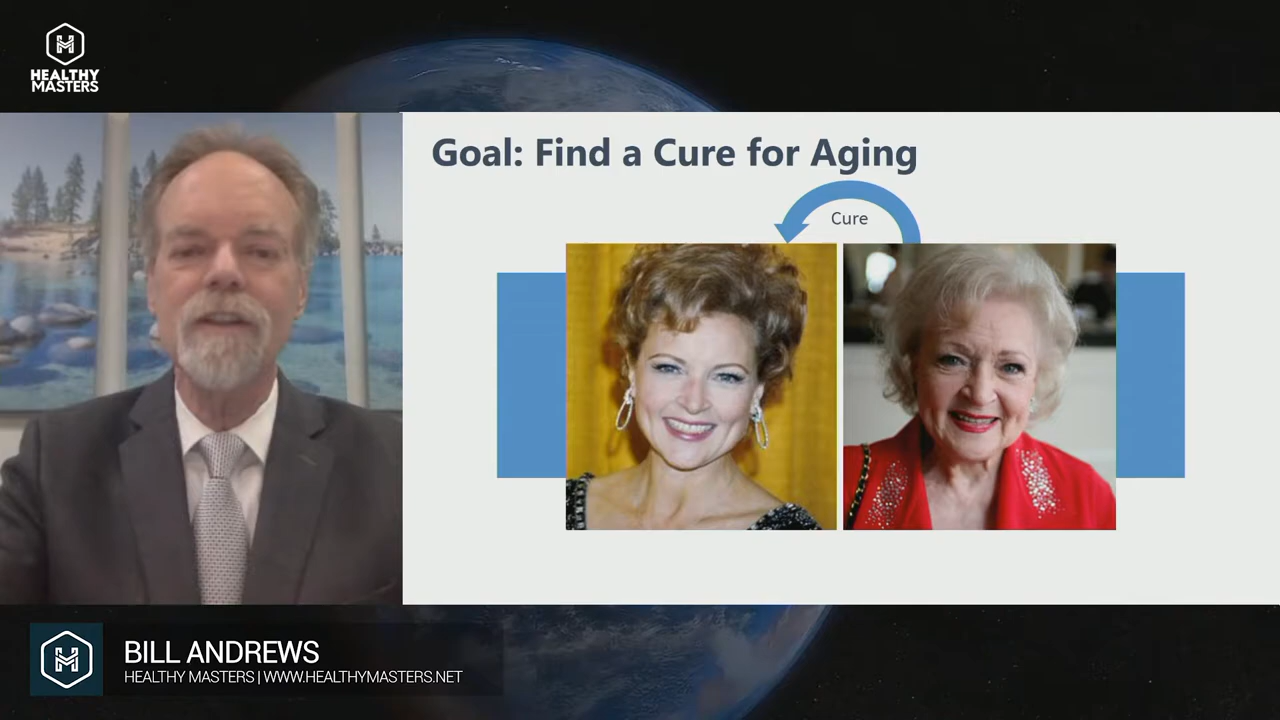 HEALTHY
MASTERS
Goal: Find a Cure for Aging
Cure
BILL ANDREWS
HEALTHY MASTERS | WWW.HEALTHYMASTERS.NET